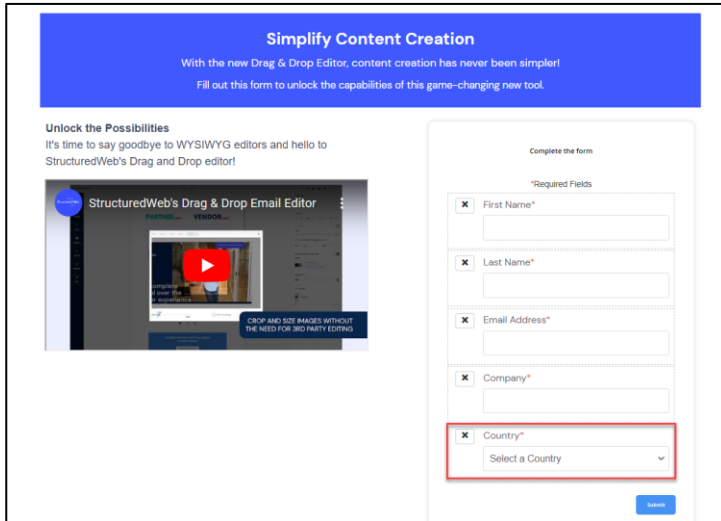 Simplify Content Creation
With the new Drag & Drop Editor, content creation has never been simpler!
Fill out this form to unlock the capabilities of this game-changing new tool.
Unlock the Possibilities
It's time to say goodbye to WYSIWYG editors and hello to
StructuredWeb's Drag and Drop editor!
StructuredWeb's Drag & Drop Email Editor
PARTNER
VENDOR
CROP AND SIZE IMAGES WITHOUT
THE NEED FOR 3RD PARTY EDITING
Complete the form
*Required Fields
First Name*
Last Name*
Email Address*
Company*
Country*
Select a Country
Submit